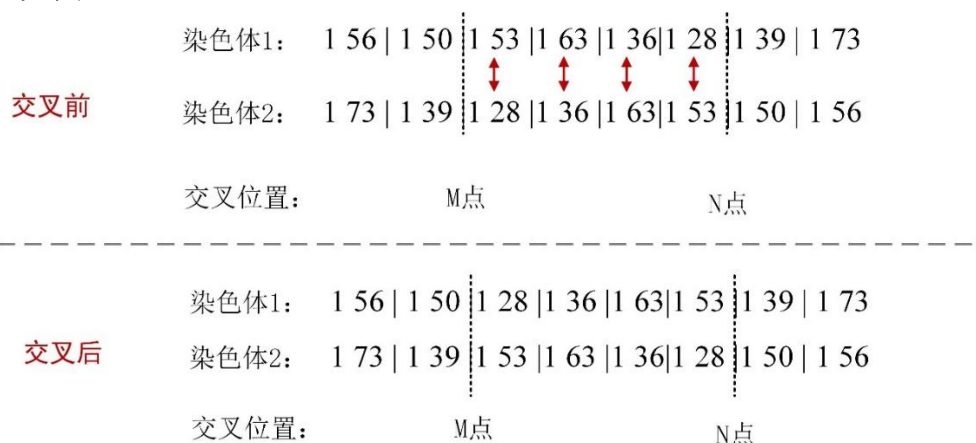 染色体1： 1 56 | 1 50 |1 53 |1 63 |1 36|1 28 |1 39 | 1 73
交叉前
染色体2： 1 73 | 1 39 |1 28 |1 36 |1 63|1 53 |1 50 | 1 56
交叉位置： M点 N点
染色体1： 1 56 | 1 50 |1 28 |1 36 |1 63|1 53 |1 39 | 1 73
交叉后
染色体2： 1 73 | 1 39 |1 53 |1 63 |1 36|1 28 |1 50 | 1 56
交叉位置： M点 N点